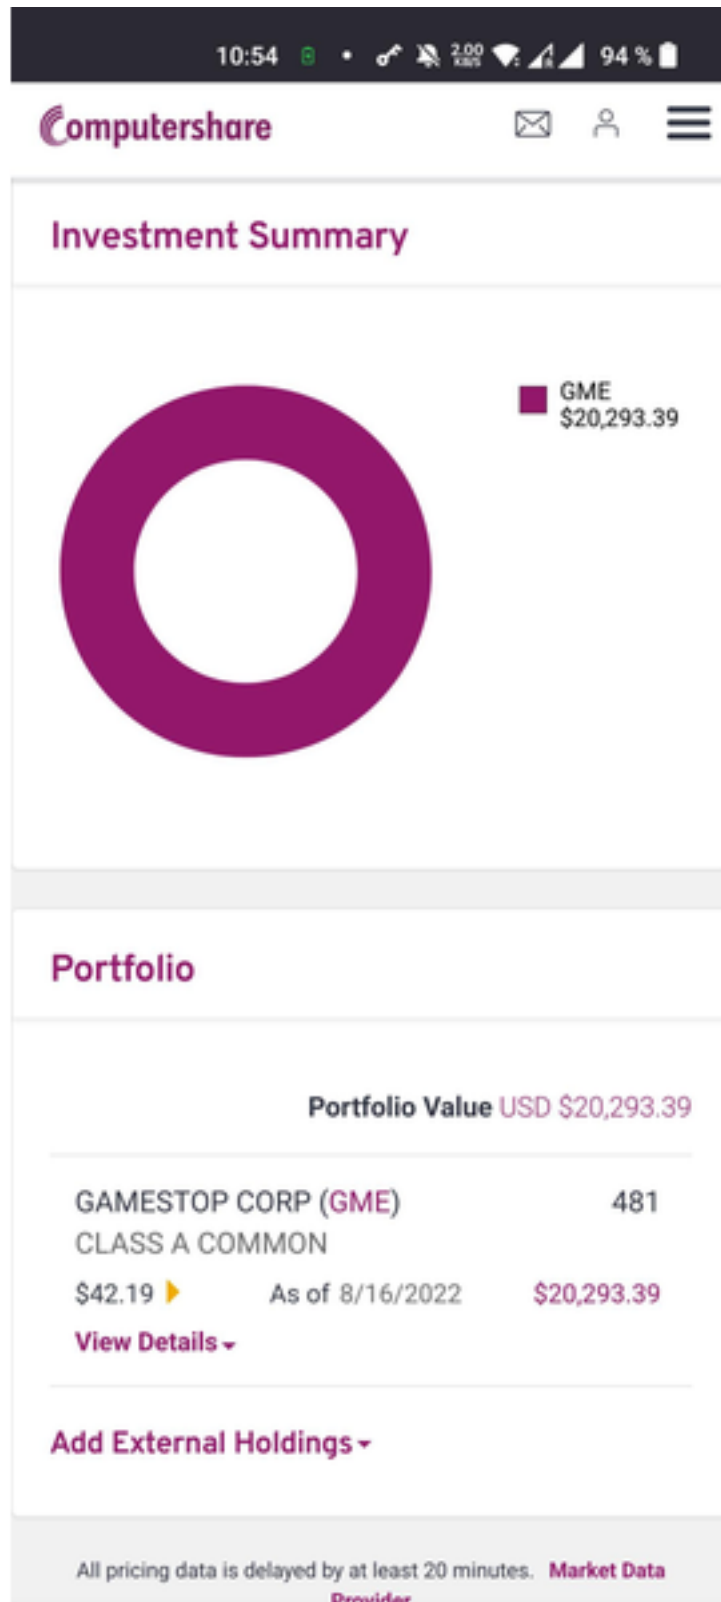 10:54 2.00 KB/S 94 %
Computershare
Investment Summary
GME
$20,293.39
Portfolio
Portfolio Value USD $20,293.39
GAMESTOP CORP (GME) 481
CLASS A COMMON
$42.19 As of 8/16/2022 $20,293.39
View Details
Add External Holdings
All pricing data is delayed by at least 20 minutes. Market Data
Provider